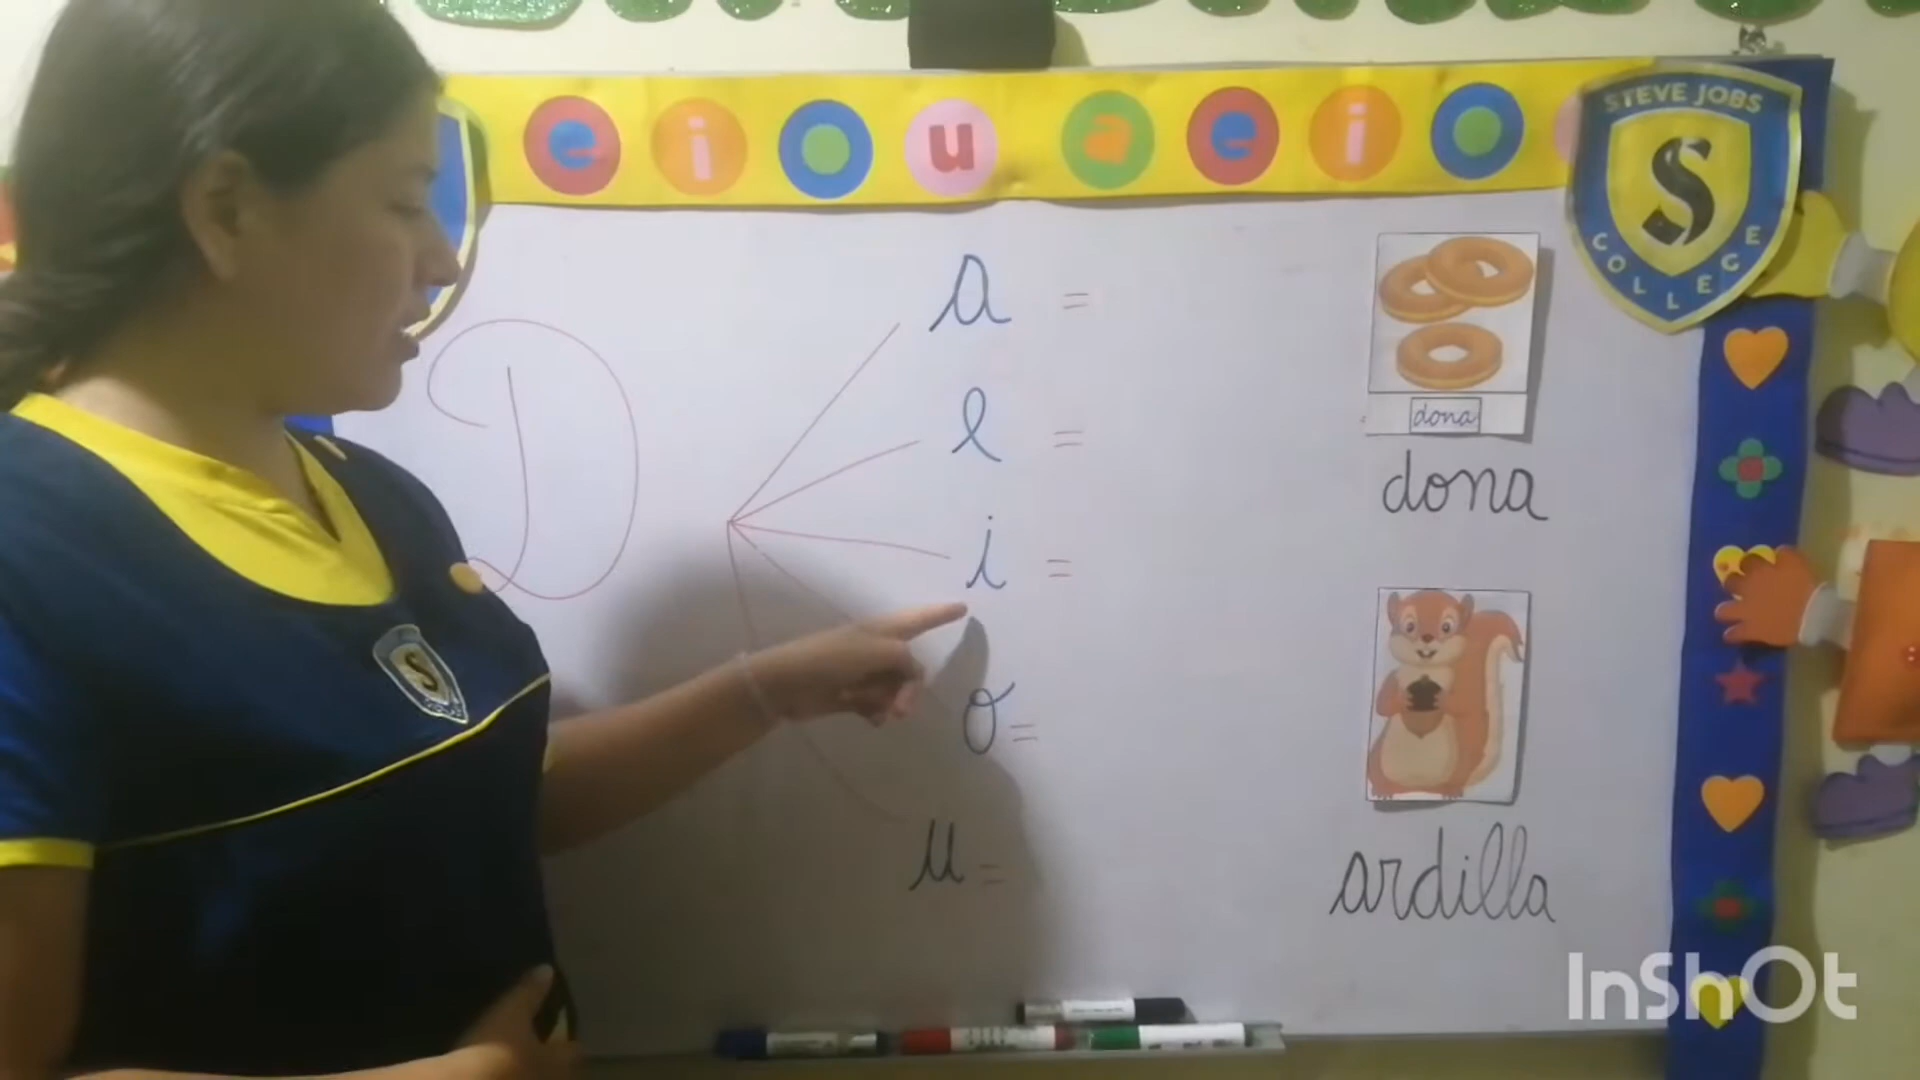 e i o u a e i o
STEVE JOBS
S
COLLEGE
D
a =
e =
i =
o =
u =
dona
dona
ardilla
S
InShOt